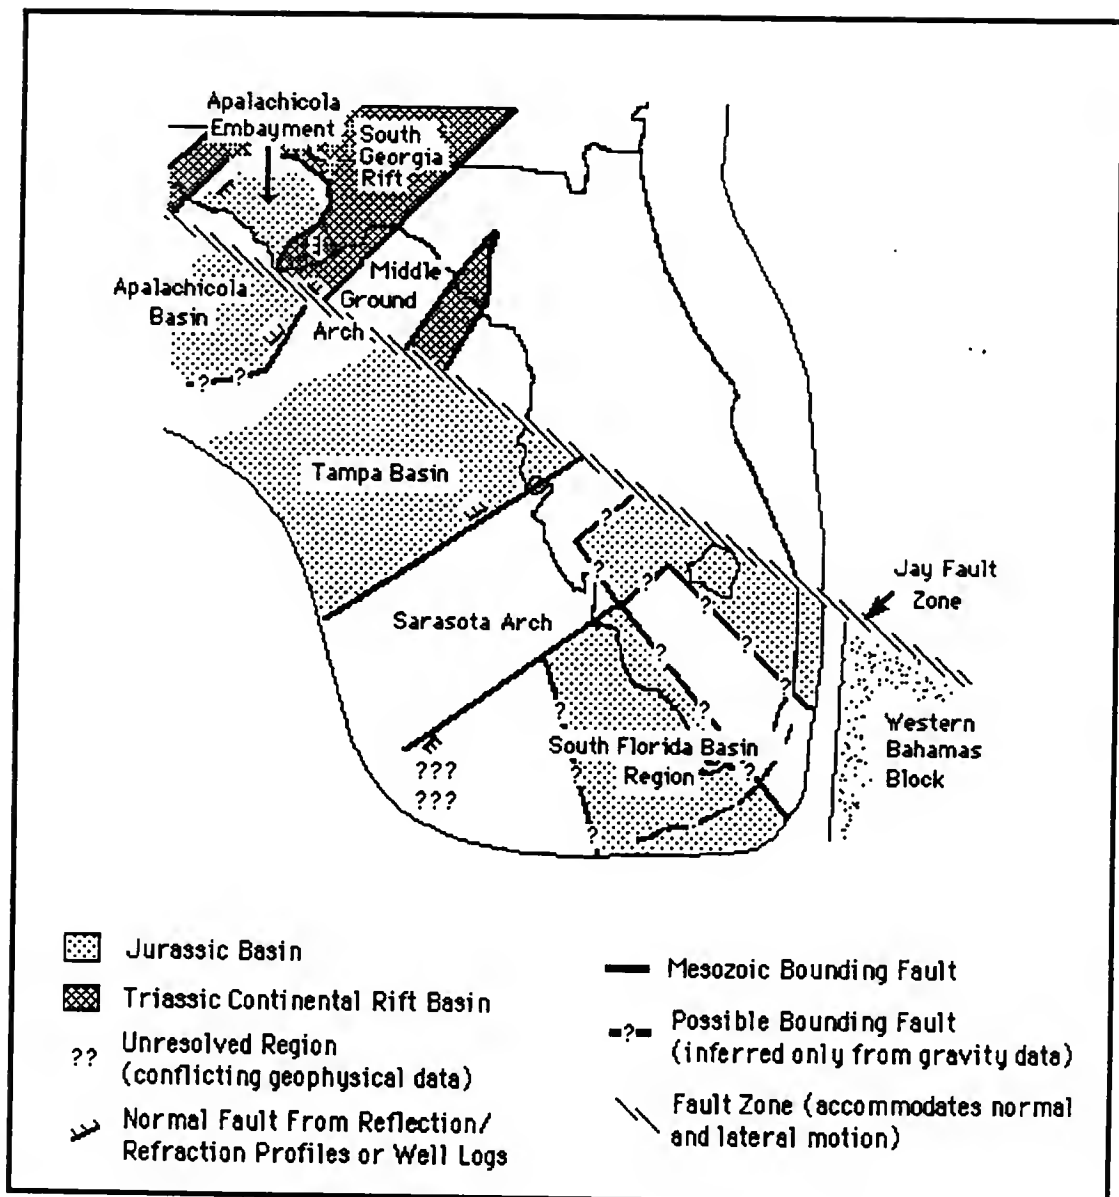 Apalachicola
Embayment
South
Georgia
Rift
Middle
Ground
Arch
Apalachicola
Basin
-?- ?-
Tampa Basin
?
?
?
?
?
Jay Fault
Zone
Sarasota Arch
?
?
?
?
Western
Bahamas
Block
South Florida Basin
Region
?
?
???
???
?
Jurassic Basin
Triassic Continental Rift Basin
?? Unresolved Region
(conflicting geophysical data)
Normal Fault From Reflection/
Refraction Profiles or Well Logs
Mesozoic Bounding Fault
-?- Possible Bounding Fault
(inferred only from gravity data)
Fault Zone (accommodates normal
and lateral motion)